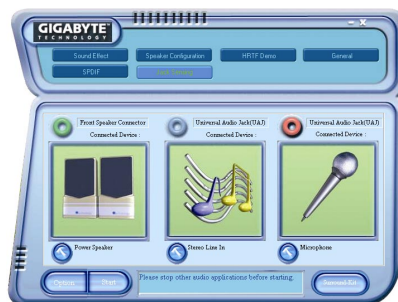 GIGABYTE
TECHNOLOGY
Sound Effect
Speaker Configuration
HRTF Demo
General
SPDIF
Front Speaker Connector
Universal Audio Jack(UAJ)
Universal Audio Jack(UAJ)
Connected Device :
Connected Device :
Connected Device :
Power Speaker
Stereo Line In
Microphone
Option
Start
Please stop other audio applications before starting.
Surround-Kit